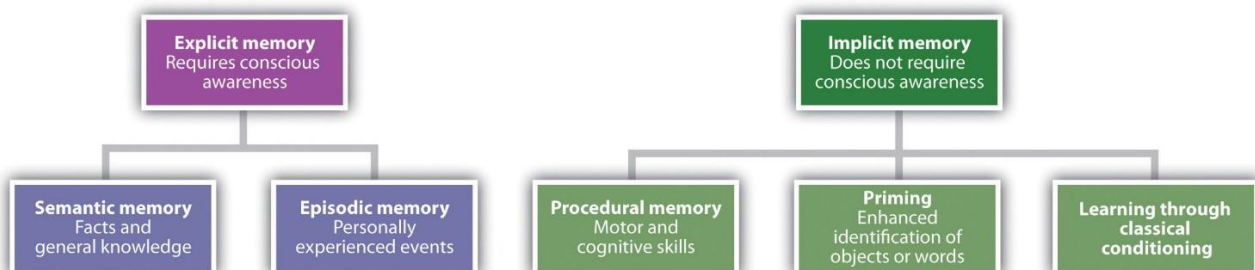 Explicit memory
Requires conscious
awareness
Implicit memory
Does not require
conscious awareness
Semantic memory
Facts and
general knowledge
Episodic memory
Personally
experienced events
Procedural memory
Motor and
cognitive skills
Priming
Enhanced
identification of
objects or words
Learning through
classical
conditioning